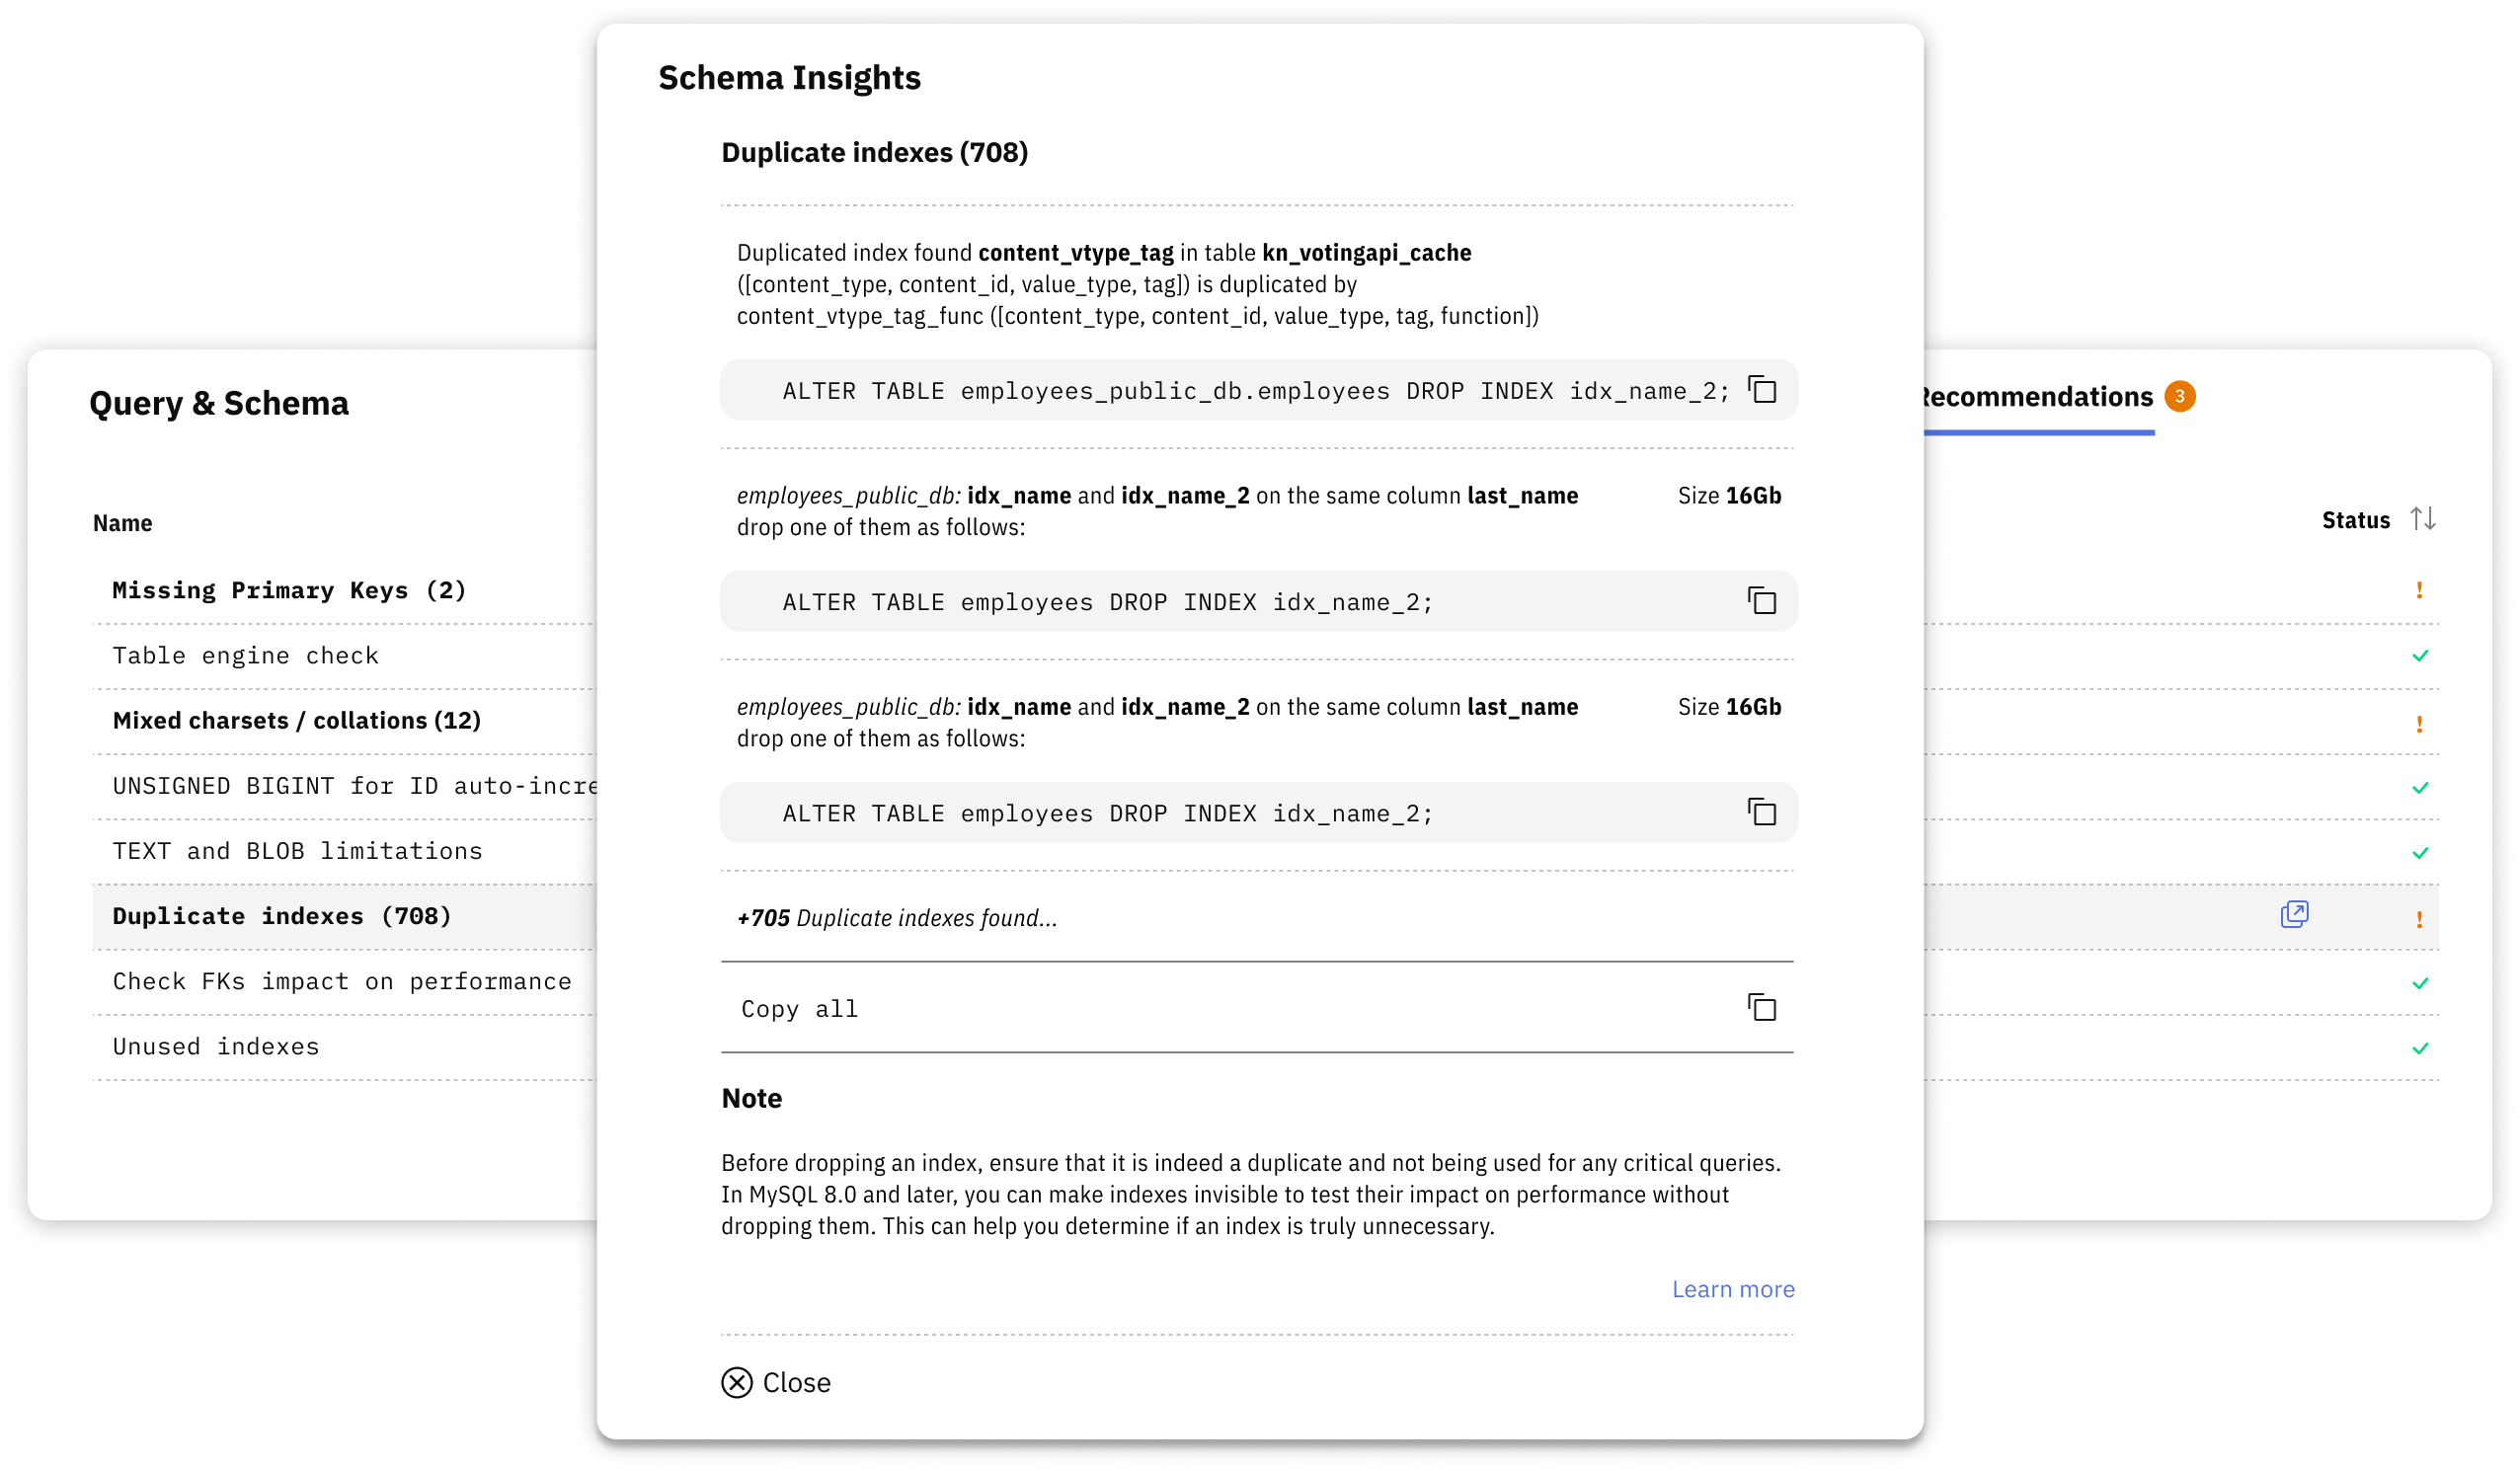 Schema Insights
Duplicate indexes (708)
Duplicated index found content_vtype_tag in table kn_votingapi_cache
([content_type, content_id, value_type, tag]) is duplicated by
content_vtype_tag_func ([content_type, content_id, value_type, tag, function])
ALTER TABLE employees_public_db.employees DROP INDEX idx_name_2;
employees_public_db: idx_name and idx_name_2 on the same column last_name
drop one of them as follows:
Size 16Gb
ALTER TABLE employees DROP INDEX idx_name_2;
employees_public_db: idx_name and idx_name_2 on the same column last_name
drop one of them as follows:
Size 16Gb
ALTER TABLE employees DROP INDEX idx_name_2;
+705 Duplicate indexes found...
Copy all
Note
Before dropping an index, ensure that it is indeed a duplicate and not being used for any critical queries.
In MySQL 8.0 and later, you can make indexes invisible to test their impact on performance without
dropping them. This can help you determine if an index is truly unnecessary.
Learn more
Close
Query & Schema
Name
Missing Primary Keys (2)
Table engine check
Mixed charsets / collations (12)
UNSIGNED BIGINT for ID auto-incre
TEXT and BLOB limitations
Duplicate indexes (708)
Check FKs impact on performance
Unused indexes
Recommendations 3
Status